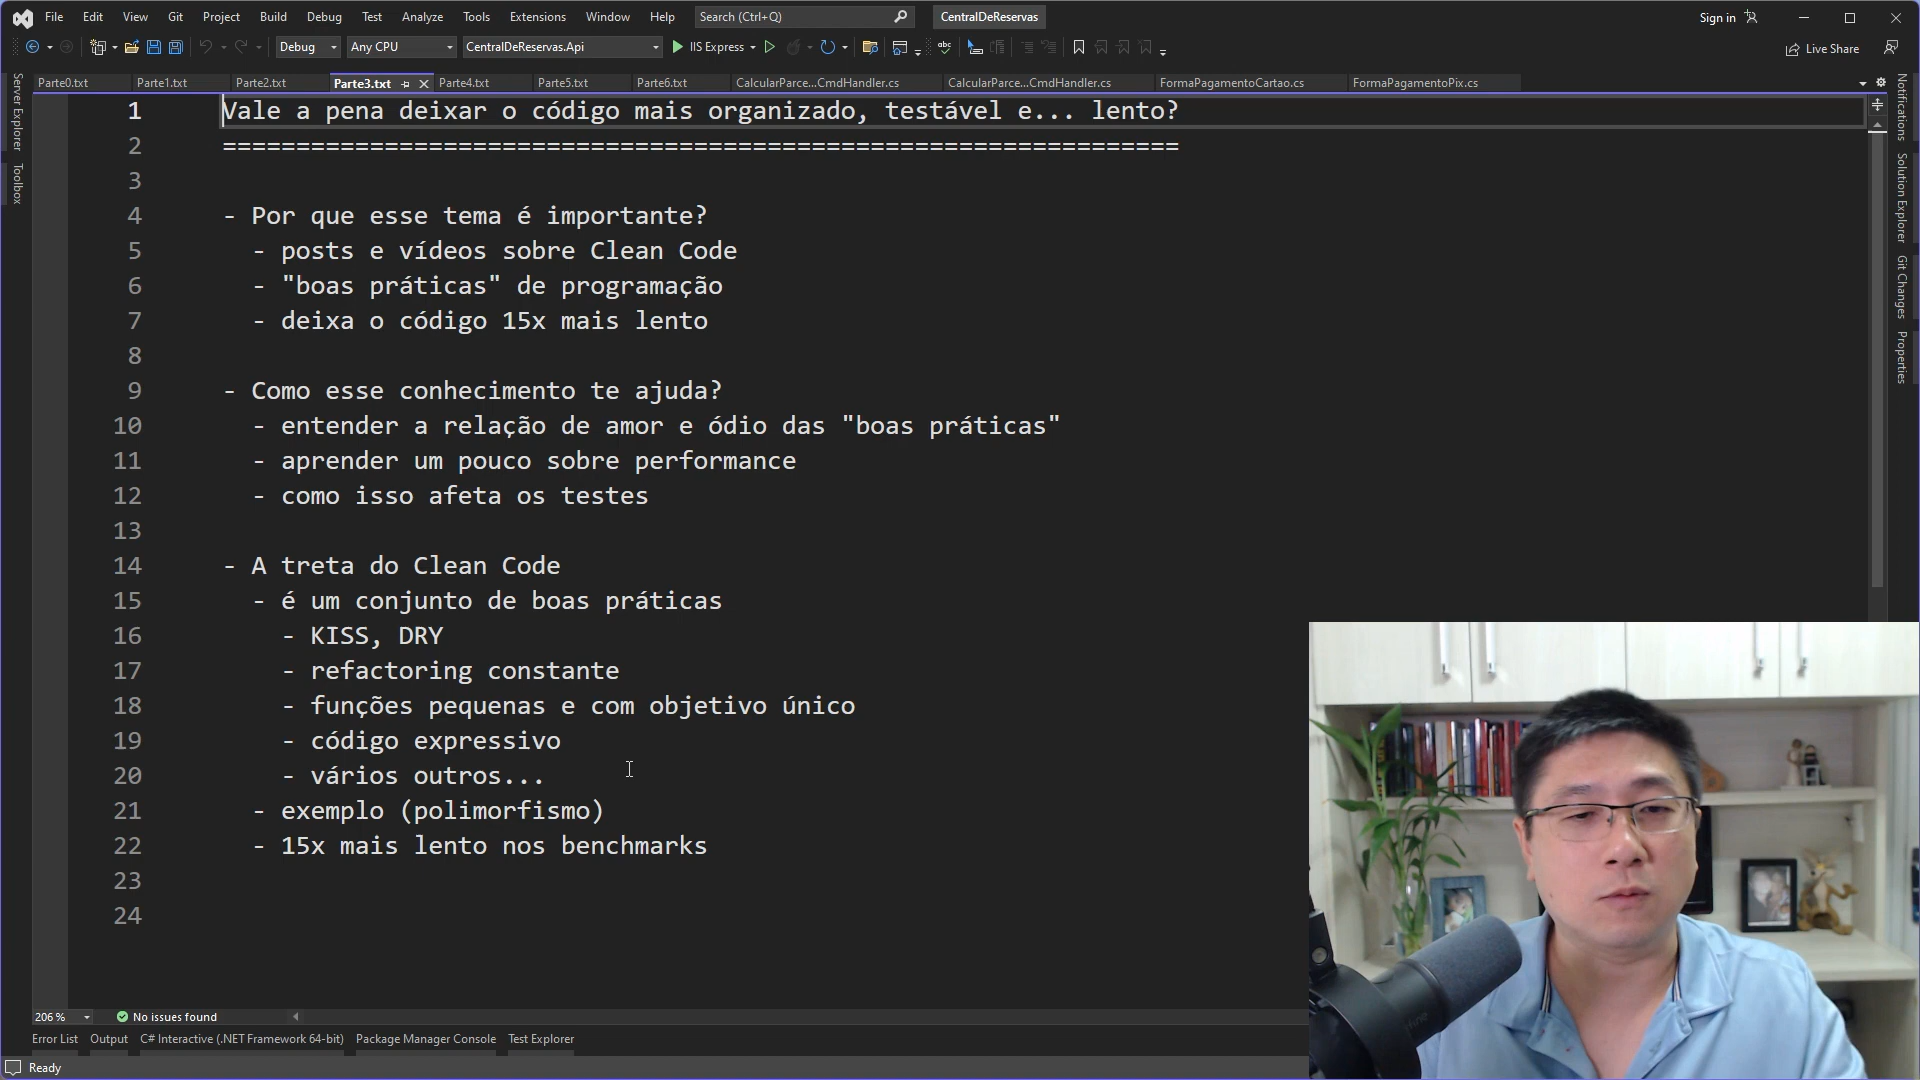 File Edit View Git Project Build Debug Test Analyze Tools Extensions Window Help Search (Ctrl+Q) CentralDeReservas Sign in
Debug Any CPU CentralDeReservas.Api IIS Express Live Share
Parte0.txt Parte1.txt Parte2.txt Parte3.txt Parte4.txt Parte5.txt Parte6.txt CalcularParce...CmdHandler.cs CalcularParce...CmdHandler.cs FormaPagamentoCartao.cs FormaPagamentoPix.cs
Server Explorer
Toolbox
1 Vale a pena deixar o código mais organizado, testável e... lento?
2 =================================================================
3
4 - Por que esse tema é importante?
5 - posts e vídeos sobre Clean Code
6 - "boas práticas" de programação
7 - deixa o código 15x mais lento
8
9 - Como esse conhecimento te ajuda?
10 - entender a relação de amor e ódio das "boas práticas"
11 - aprender um pouco sobre performance
12 - como isso afeta os testes
13
14 - A treta do Clean Code
15 - é um conjunto de boas práticas
16 - KISS, DRY
17 - refactoring constante
18 - funções pequenas e com objetivo único
19 - código expressivo
20 - vários outros...
21 - exemplo (polimorfismo)
22 - 15x mais lento nos benchmarks
23
24
Notifications
Solution Explorer
Git Changes
Properties
206 % No issues found
Error List Output C# Interactive (.NET Framework 64-bit) Package Manager Console Test Explorer
Ready